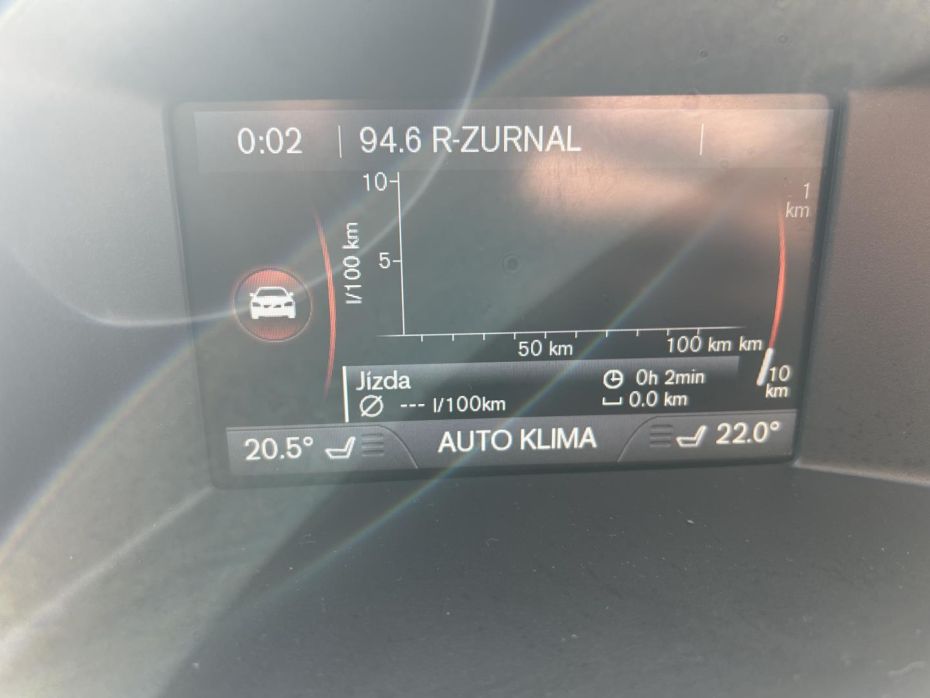 0:02 94.6 R-ZURNAL
10
5
l/100 km
1
km
50 km 100 km km
10
km
Jízda 0h 2min
Ø --- l/100km 0.0 km
20.5° AUTO KLIMA 22.0°